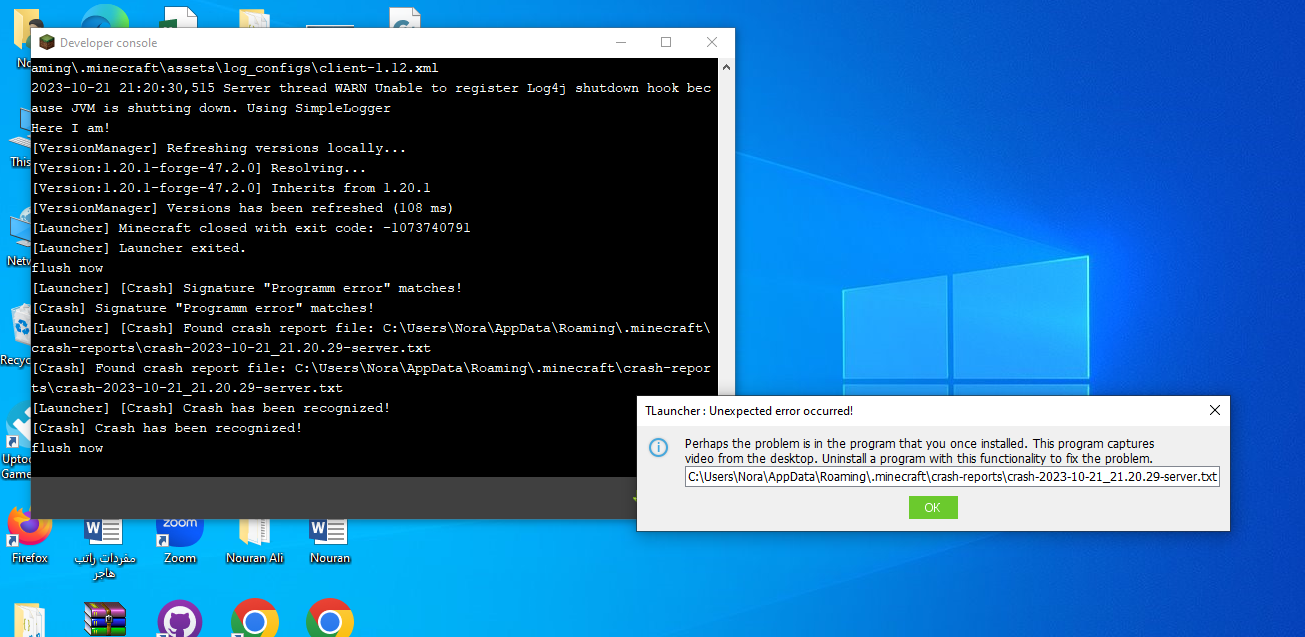 Developer console
aming\.minecraft\assets\log_configs\client-1.12.xml
2023-10-21 21:20:30,515 Server thread WARN Unable to register Log4j shutdown hook bec
ause JVM is shutting down. Using SimpleLogger
Here I am!
[VersionManager] Refreshing versions locally...
[Version:1.20.1-forge-47.2.0] Resolving...
[Version:1.20.1-forge-47.2.0] Inherits from 1.20.1
[VersionManager] Versions has been refreshed (108 ms)
[Launcher] Minecraft closed with exit code: -1073740791
[Launcher] Launcher exited.
flush now
[Launcher] [Crash] Signature "Programm error" matches!
[Crash] Signature "Programm error" matches!
[Launcher] [Crash] Found crash report file: C:\Users\Nora\AppData\Roaming\.minecraft\
crash-reports\crash-2023-10-21_21.20.29-server.txt
[Crash] Found crash report file: C:\Users\Nora\AppData\Roaming\.minecraft\crash-repor
ts\crash-2023-10-21_21.20.29-server.txt
[Launcher] [Crash] Crash has been recognized!
[Crash] Crash has been recognized!
flush now
TLauncher : Unexpected error occurred!
Perhaps the problem is in the program that you once installed. This program captures
video from the desktop. Uninstall a program with this functionality to fix the problem.
C:\Users\Nora\AppData\Roaming\.minecraft\crash-reports\crash-2023-10-21_21.20.29-server.txt
OK
This
Netw
Recyc
Upto
Game
zoom
Firefox
مفردات راتب
هاجر
Zoom
Nouran Ali
Nouran